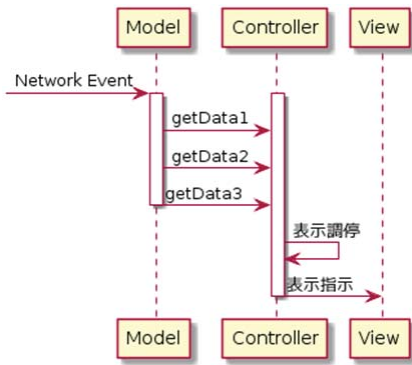 Model
Controller
View
Network Event
getData1
getData2
getData3
表示調停
表示指示
Model
Controller
View